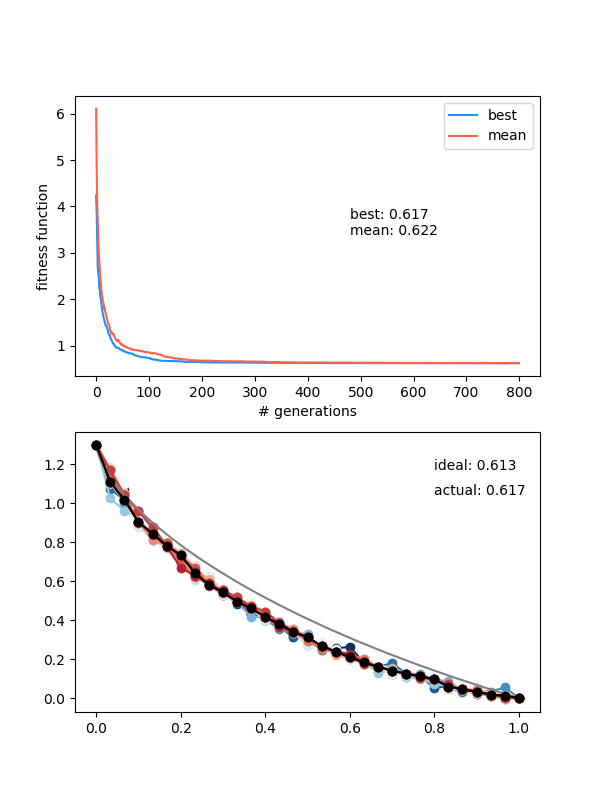 6
5
4
3
2
1
fitness function
best
mean
best: 0.617
mean: 0.622
0 100 200 300 400 500 600 700 800
# generations
1.2
1.0
0.8
0.6
0.4
0.2
0.0
ideal: 0.613
actual: 0.617
0.0 0.2 0.4 0.6 0.8 1.0